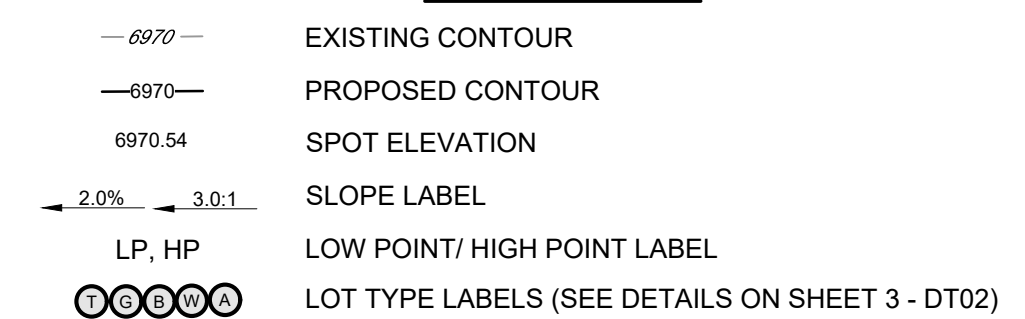 6970 EXISTING CONTOUR
6970 PROPOSED CONTOUR
6970.54 SPOT ELEVATION
2.0% 3.0:1 SLOPE LABEL
LP, HP LOW POINT/ HIGH POINT LABEL
T G B W A LOT TYPE LABELS (SEE DETAILS ON SHEET 3 - DT02)